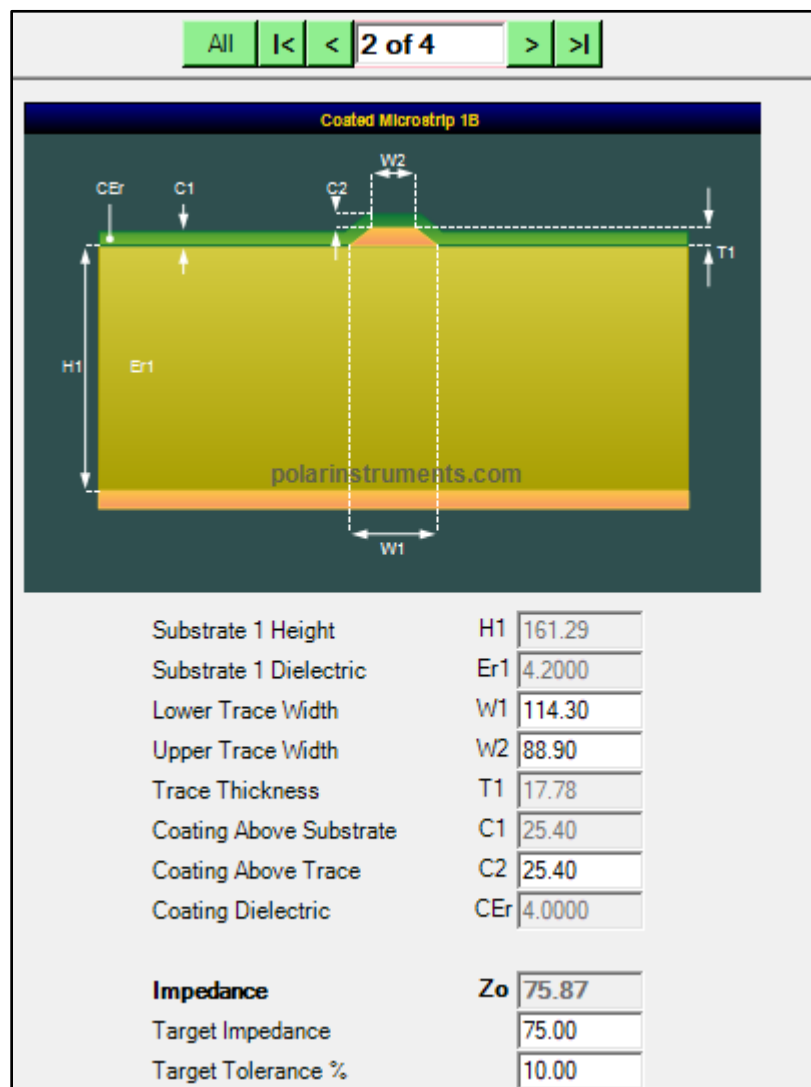 All |< < 2 of 4 > >|
Coated Microstrip 1B
W2
CEr C1 C2
T1
H1 Er1
polarinstruments.com
W1
Substrate 1 Height H1 161.29
Substrate 1 Dielectric Er1 4.2000
Lower Trace Width W1 114.30
Upper Trace Width W2 88.90
Trace Thickness T1 17.78
Coating Above Substrate C1 25.40
Coating Above Trace C2 25.40
Coating Dielectric CEr 4.0000
Impedance Zo 75.87
Target Impedance 75.00
Target Tolerance % 10.00